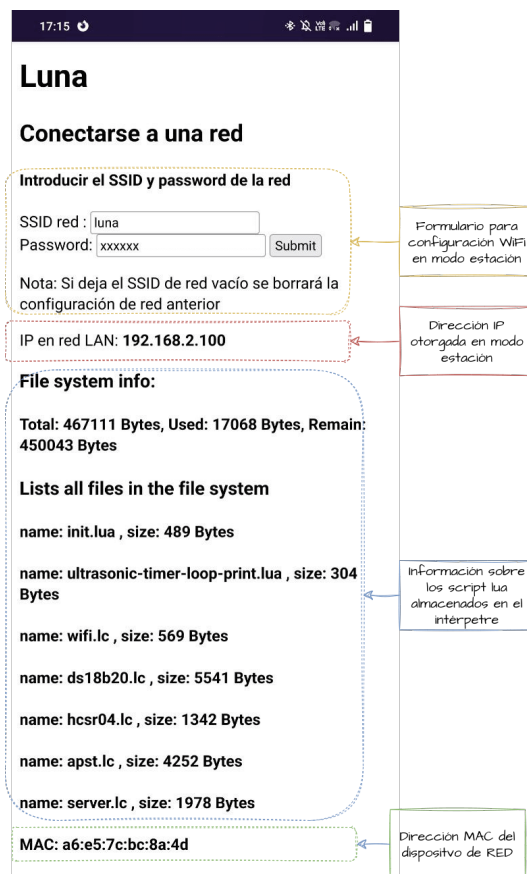 17:15
Luna
Conectarse a una red
Introducir el SSID y password de la red
SSID red : luna
Password: xxxxxx Submit
Nota: Si deja el SSID de red vacío se borrará la
configuración de red anterior
IP en red LAN: 192.168.2.100
File system info:
Total: 467111 Bytes, Used: 17068 Bytes, Remain:
450043 Bytes
Lists all files in the file system
name: init.lua , size: 489 Bytes
name: ultrasonic-timer-loop-print.lua , size: 304
Bytes
name: wifi.lc , size: 569 Bytes
name: ds18b20.lc , size: 5541 Bytes
name: hcsr04.lc , size: 1342 Bytes
name: apst.lc , size: 4252 Bytes
name: server.lc , size: 1978 Bytes
MAC: a6:e5:7c:bc:8a:4d
Formulario para
configuración WiFi
en modo estación
Dirección IP
otorgada en modo
estación
Información sobre
los script lua
almacenados en el
intérpetre
Dirección MAC del
dispositvo de RED